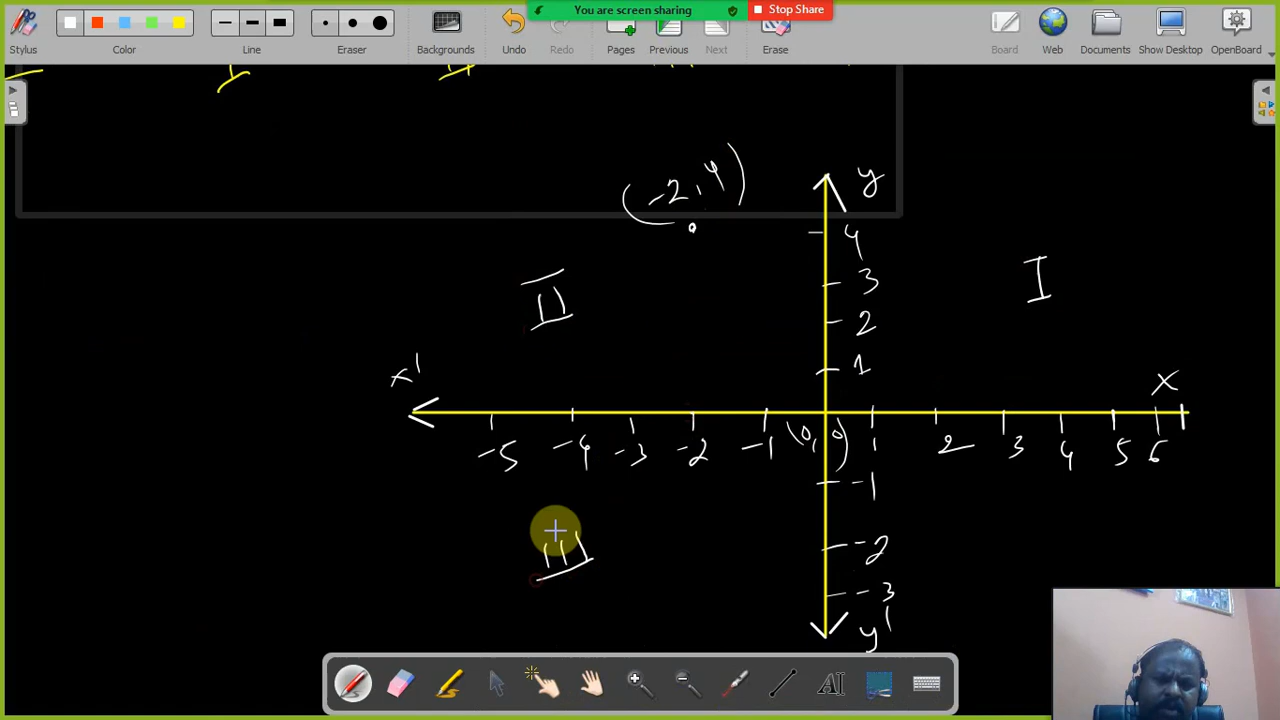 You are screen sharing Stop Share
Stylus Color Line Eraser Backgrounds Undo Redo Pages Previous Next Erase Board Web Documents Show Desktop OpenBoard
I II
(-2, 4) y
4
II 3 I
2
x' 1 x
-5 -4 -3 -2 -1 (0, 0) 1 2 3 4 5 6
-1
III -2
-3
y'
AI